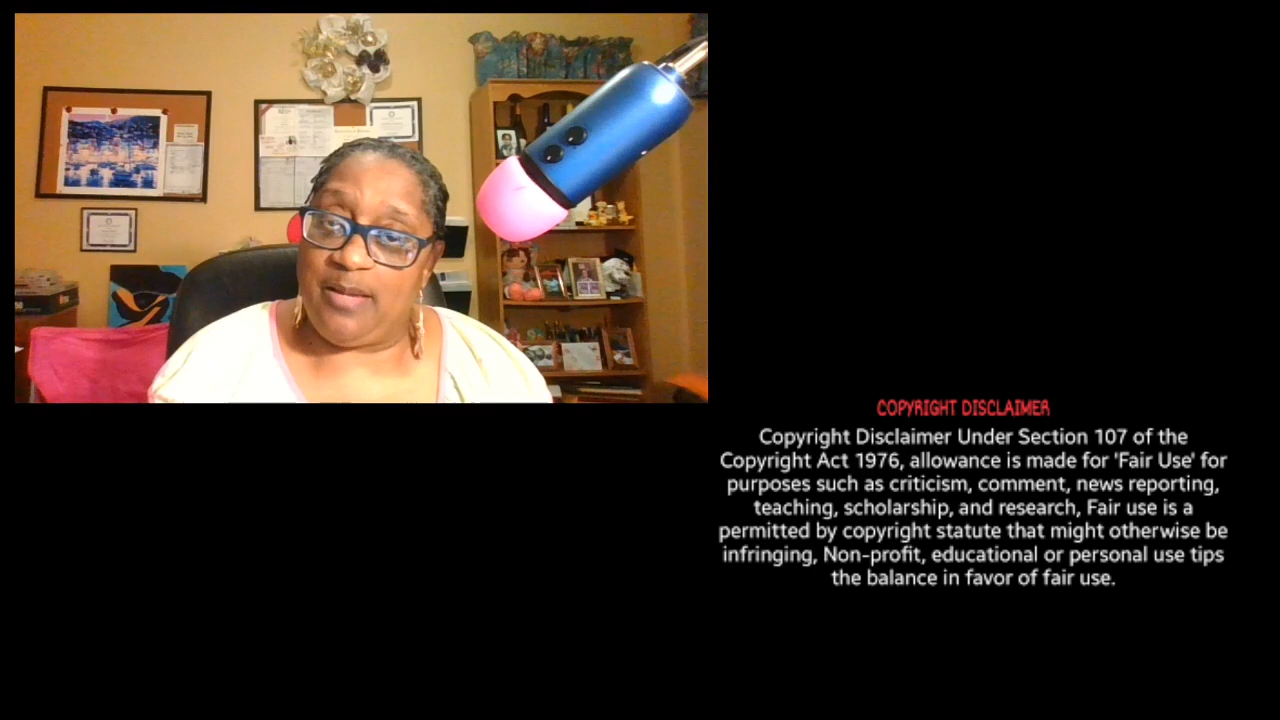 COPYRIGHT DISCLAIMER
Copyright Disclaimer Under Section 107 of the
Copyright Act 1976, allowance is made for 'Fair Use' for
purposes such as criticism, comment, news reporting,
teaching, scholarship, and research, Fair use is a
permitted by copyright statute that might otherwise be
infringing, Non-profit, educational or personal use tips
the balance in favor of fair use.